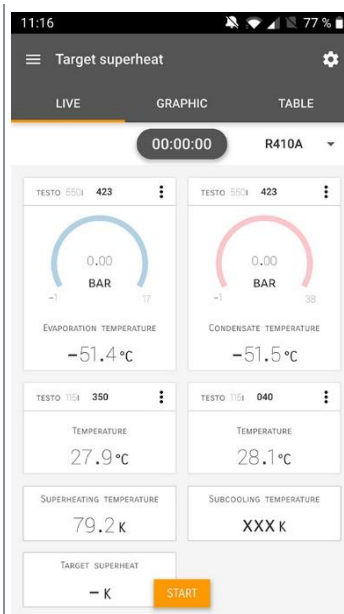 11:16 77 %
Target superheat
LIVE GRAPHIC TABLE
00:00:00 R410A
TESTO 550i 423 TESTO 550i 423
0.00 0.00
BAR BAR
-1 17 -1 38
EVAPORATION TEMPERATURE CONDENSATE TEMPERATURE
-51.4 °C -51.5 °C
TESTO 115i 350 TESTO 115i 040
TEMPERATURE TEMPERATURE
27.9 °C 28.1 °C
SUPERHEATING TEMPERATURE SUBCOOLING TEMPERATURE
79.2 K XXX K
TARGET SUPERHEAT
– K
START